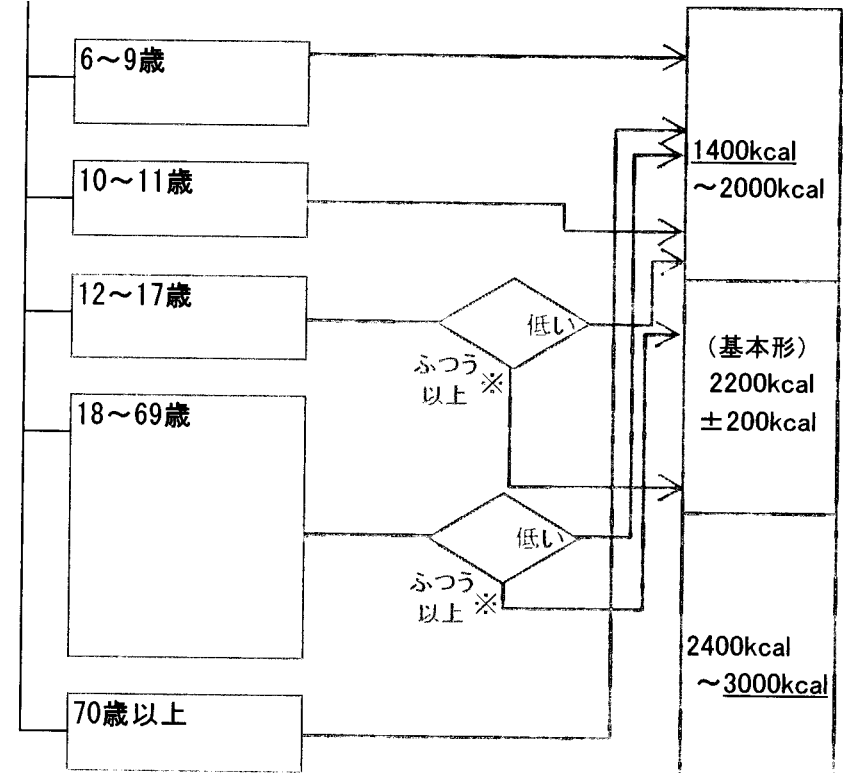 6～9歳
10～11歳
12～17歳
低い
ふつう
以上※
18～69歳
低い
ふつう
以上※
70歳以上
1400kcal
～2000kcal
（基本形）
2200kcal
±200kcal
2400kcal
～3000kcal